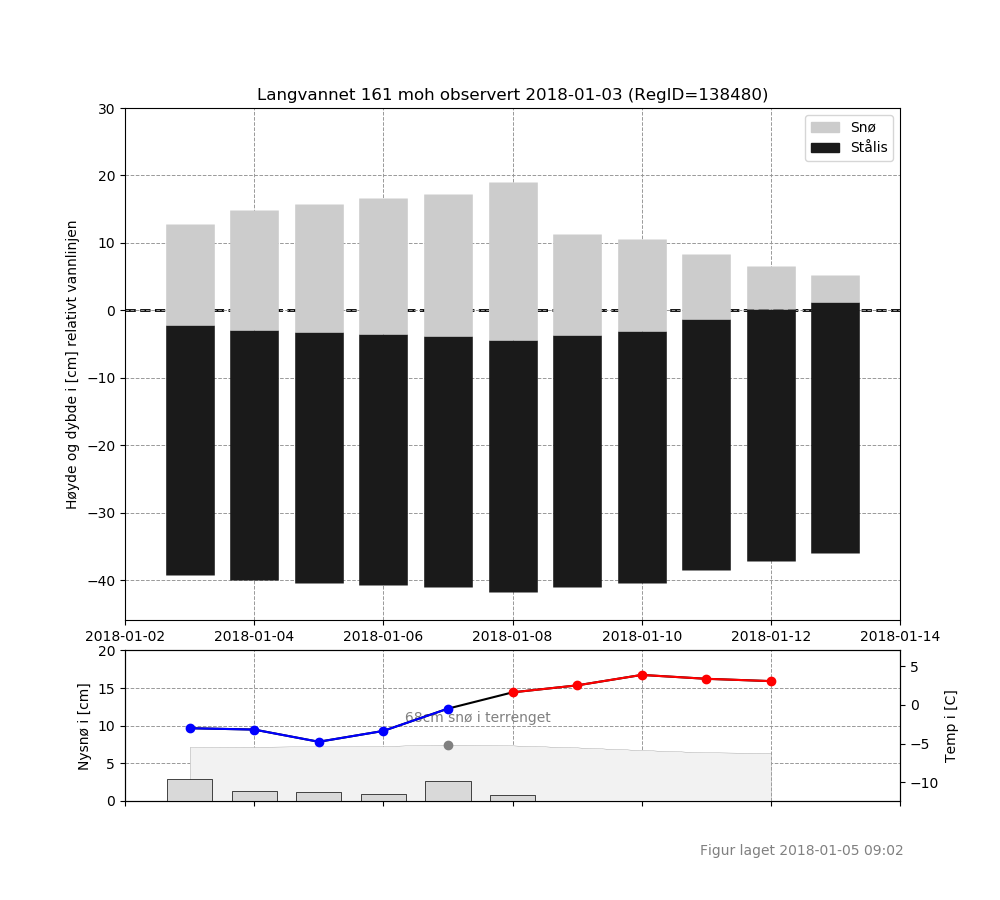 Langvannet 161 moh observert 2018-01-03 (RegID=138480)
Snø
Stålis
Høyde og dybde i [cm] relativt vannlinjen
30
20
10
0
−10
−20
−30
−40
2018-01-02 2018-01-04 2018-01-06 2018-01-08 2018-01-10 2018-01-12 2018-01-14
Nysnø i [cm]
20
15
10
5
0
68cm snø i terrenget
5
0
−5
−10
Temp i [C]
Figur laget 2018-01-05 09:02